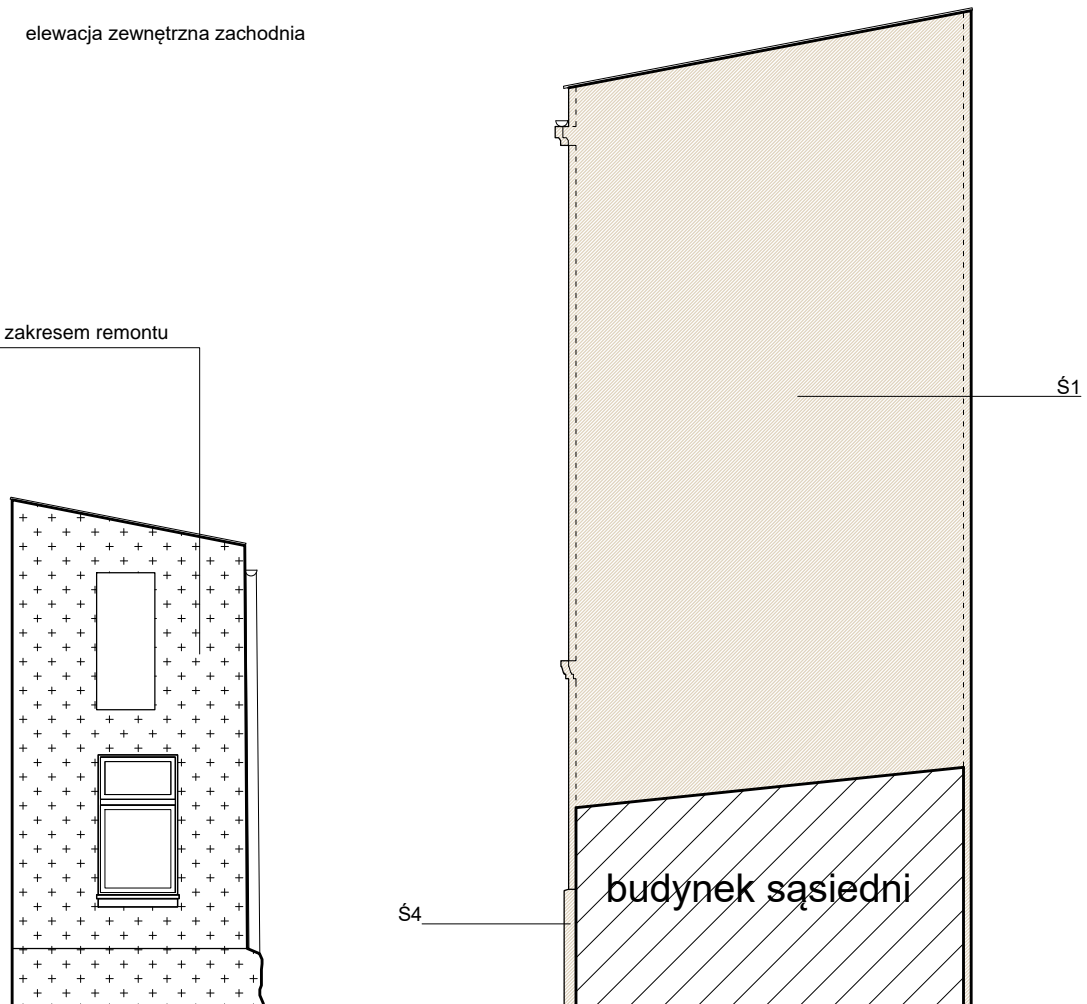 elewacja zewnętrzna zachodnia
zakresem remontu
Ś1
budynek sąsiedni
Ś4